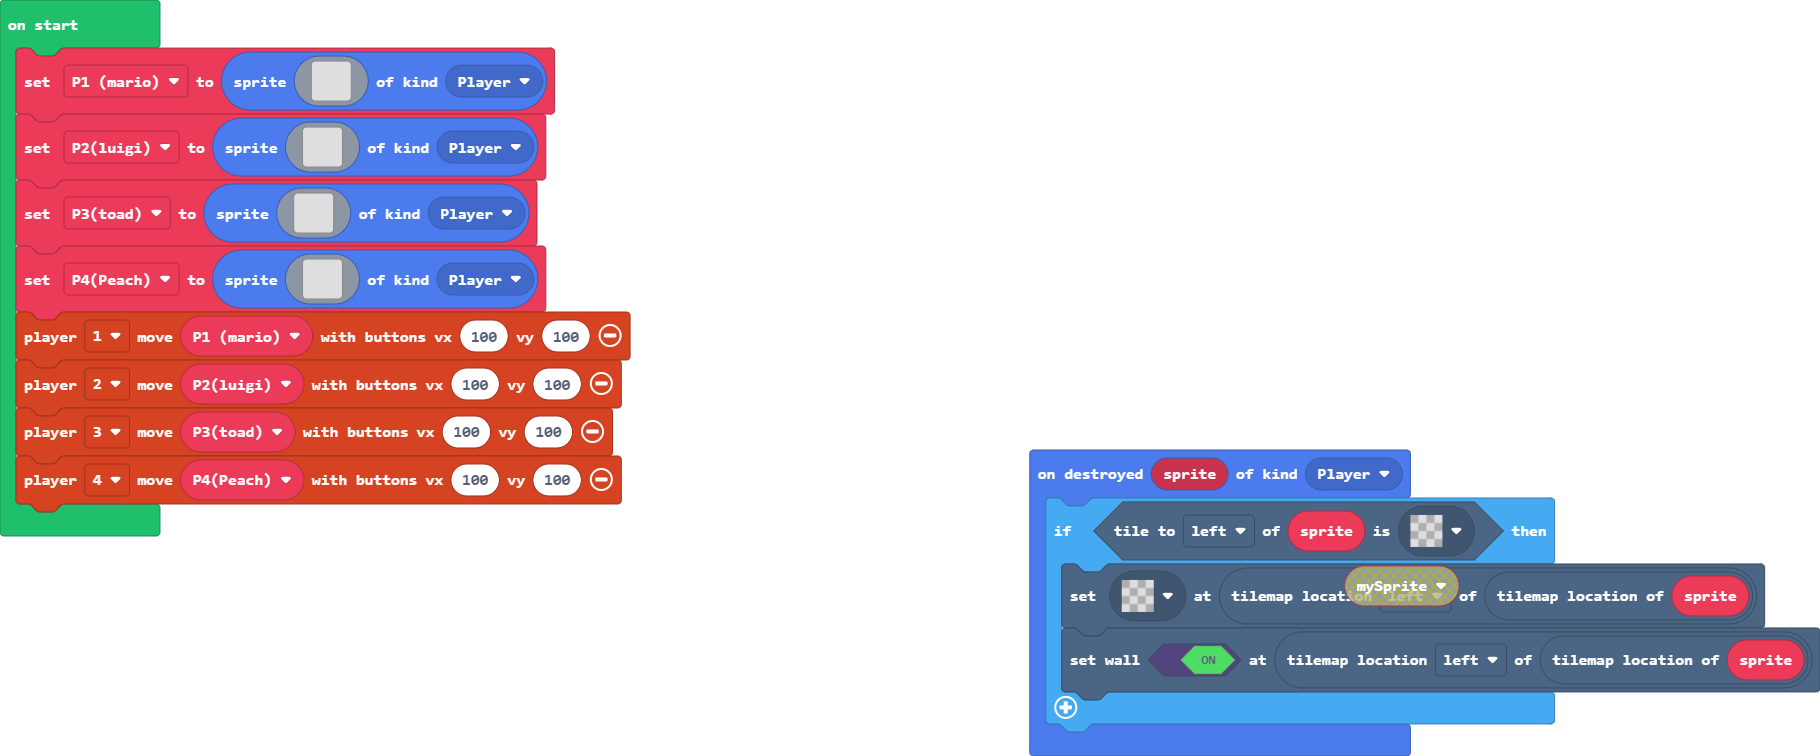 on start
set P1 (mario) to sprite of kind Player
set P2(luigi) to sprite of kind Player
set P3(toad) to sprite of kind Player
set P4(Peach) to sprite of kind Player
player 1 move P1 (mario) with buttons vx 100 vy 100
player 2 move P2(luigi) with buttons vx 100 vy 100
player 3 move P3(toad) with buttons vx 100 vy 100
player 4 move P4(Peach) with buttons vx 100 vy 100
on destroyed sprite of kind Player
if tile to left of sprite is then
mySprite
set at tilemap location left of tilemap location of sprite
set wall ON at tilemap location left of tilemap location of sprite